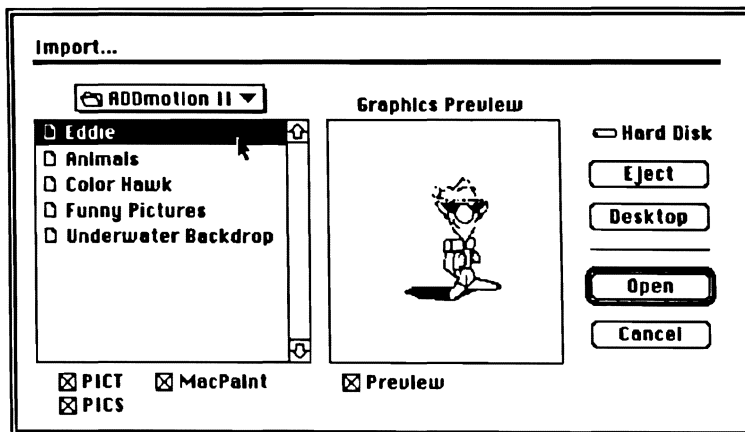 Import...
ADDmotion II
Graphics Preview
Eddie
Animals
Color Hawk
Funny Pictures
Underwater Backdrop
Hard Disk
Eject
Desktop
Open
Cancel
PICT MacPaint
PICS
Preview